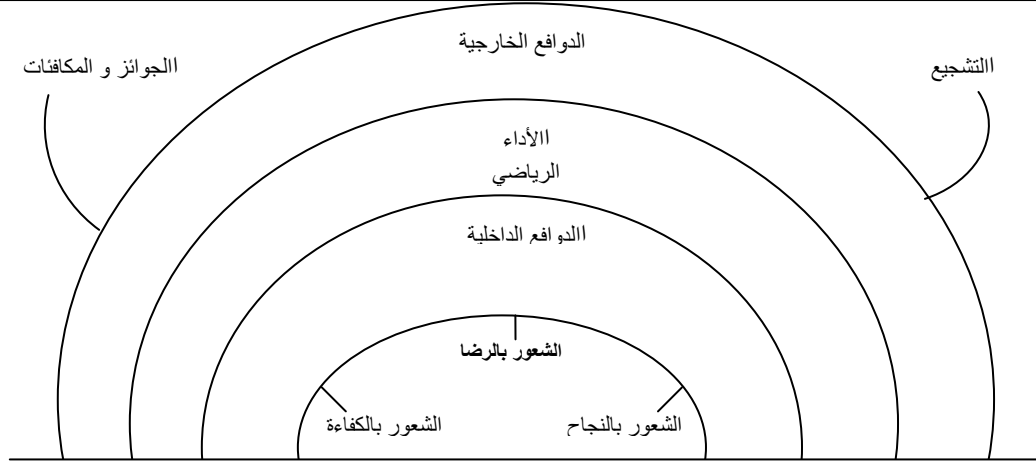 الدوافع الخارجية
االتشجيع
االجوائز و المكافئات
االأداء
الرياضي
االدوافع الداخلية
الشعور بالرضا
الشعور بالنجاح
الشعور بالكفاءة